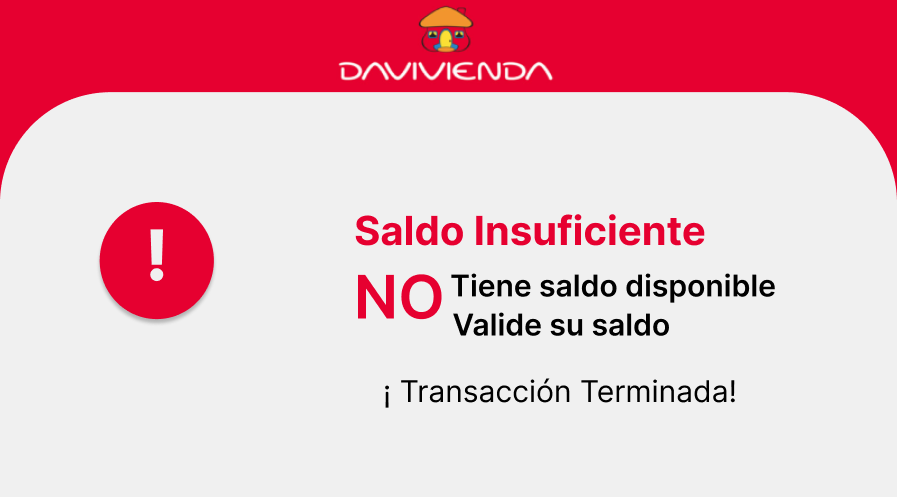 DAVIVIENDA
!
Saldo Insuficiente
NO Tiene saldo disponible
Valide su saldo
¡ Transacción Terminada!